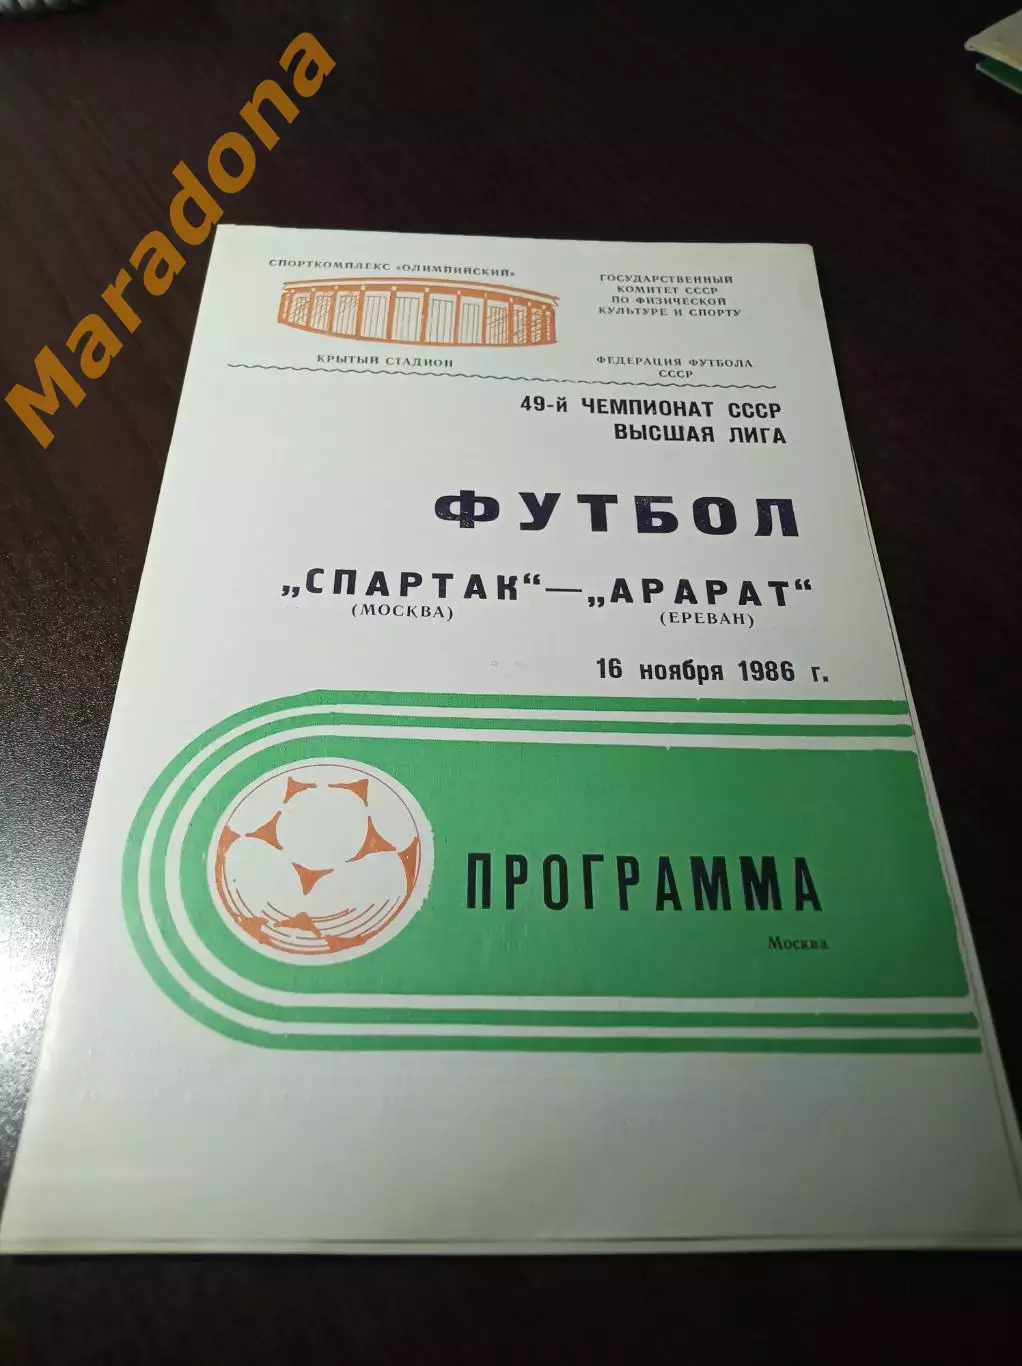 Maradona
СПОРТКОМПЛЕКС «ОЛИМПИЙСКИЙ»
КРЫТЫЙ СТАДИОН
ГОСУДАРСТВЕННЫЙ
КОМИТЕТ СССР
ПО ФИЗИЧЕСКОЙ
КУЛЬТУРЕ И СПОРТУ
ФЕДЕРАЦИЯ ФУТБОЛА
СССР
49-й ЧЕМПИОНАТ СССР
ВЫСШАЯ ЛИГА
ФУТБОЛ
„СПАРТАК“—„АРАРАТ“
(МОСКВА) (ЕРЕВАН)
16 ноября 1986 г.
ПРОГРАММА
Москва